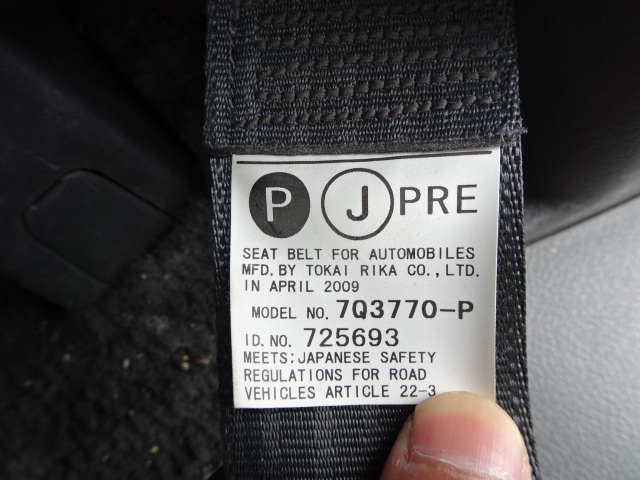 P J PRE
SEAT BELT FOR AUTOMOBILES
MFD. BY TOKAI RIKA CO., LTD.
IN APRIL 2009
MODEL NO. 7Q3770-P
ID. NO. 725693
MEETS: JAPANESE SAFETY
REGULATIONS FOR ROAD
VEHICLES ARTICLE 22-3